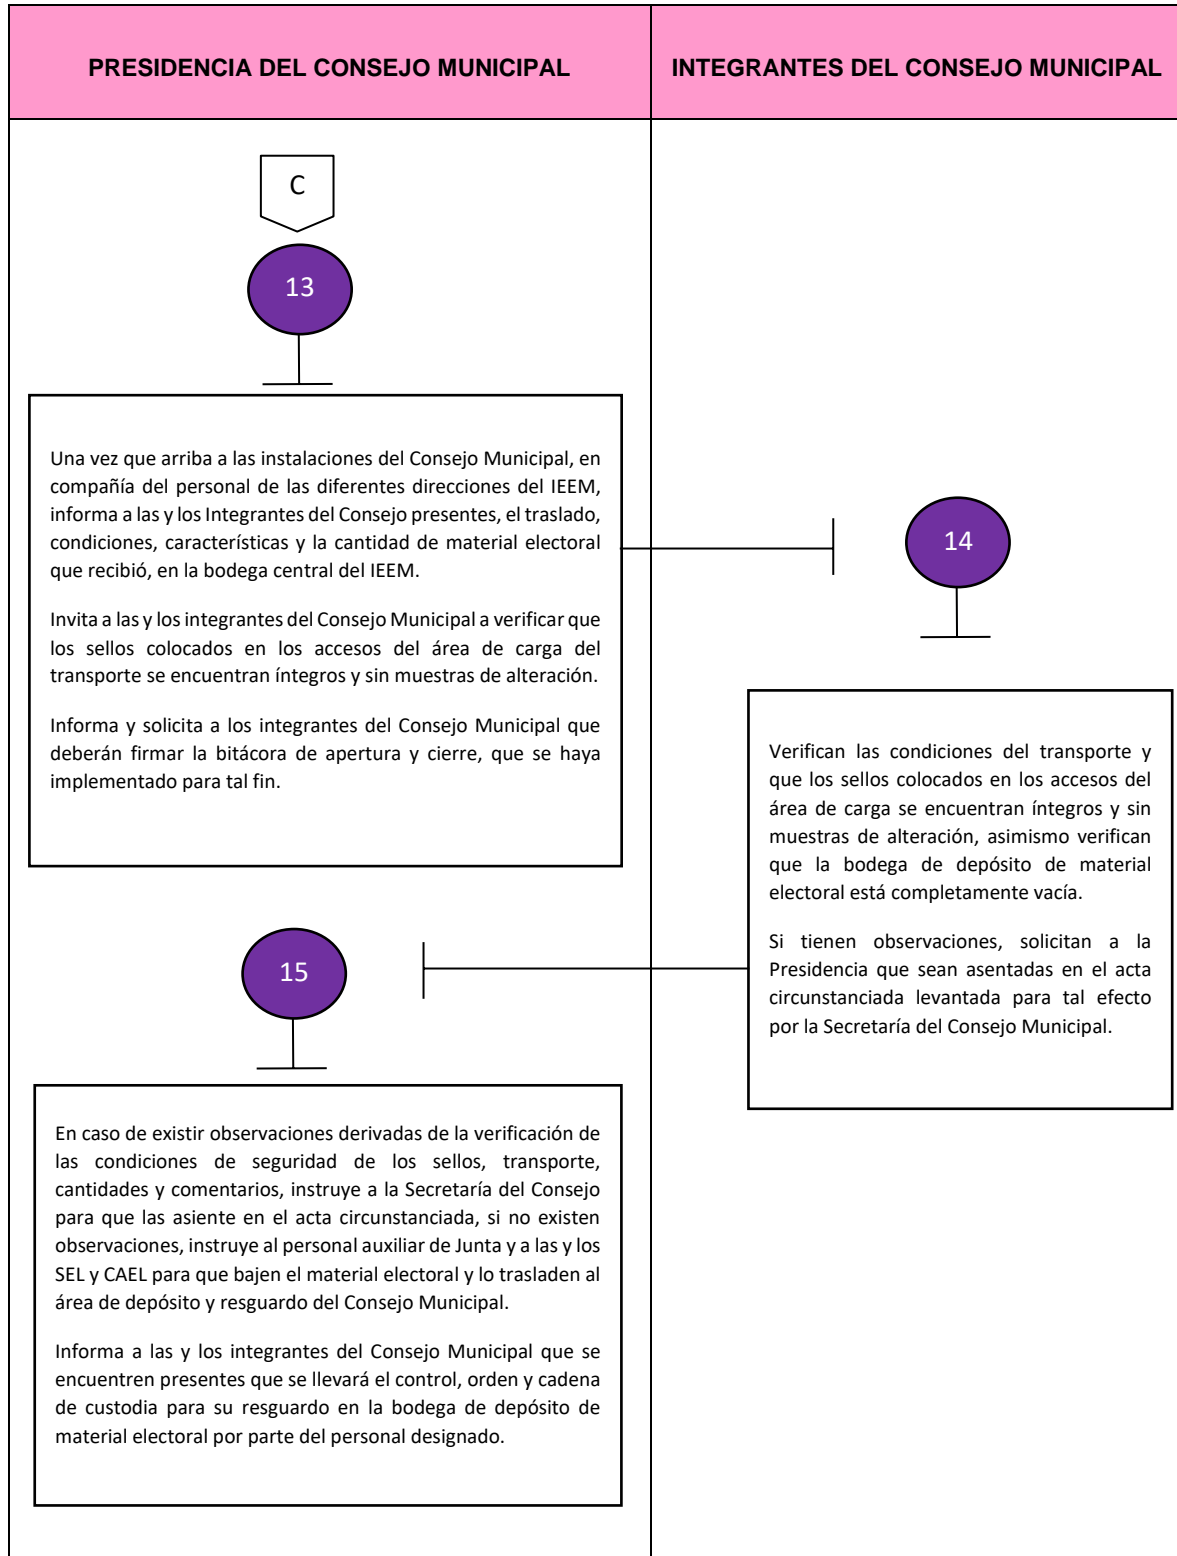 PRESIDENCIA DEL CONSEJO MUNICIPAL
INTEGRANTES DEL CONSEJO MUNICIPAL
C
13
Una vez que arriba a las instalaciones del Consejo Municipal, en
compañía del personal de las diferentes direcciones del IEEM,
informa a las y los Integrantes del Consejo presentes, el traslado,
condiciones, características y la cantidad de material electoral
que recibió, en la bodega central del IEEM.
Invita a las y los integrantes del Consejo Municipal a verificar que
los sellos colocados en los accesos del área de carga del
transporte se encuentran íntegros y sin muestras de alteración.
Informa y solicita a los integrantes del Consejo Municipal que
deberán firmar la bitácora de apertura y cierre, que se haya
implementado para tal fin.
14
Verifican las condiciones del transporte y
que los sellos colocados en los accesos del
área de carga se encuentran íntegros y sin
muestras de alteración, asimismo verifican
que la bodega de depósito de material
electoral está completamente vacía.
Si tienen observaciones, solicitan a la
Presidencia que sean asentadas en el acta
circunstanciada levantada para tal efecto
por la Secretaría del Consejo Municipal.
15
En caso de existir observaciones derivadas de la verificación de
las condiciones de seguridad de los sellos, transporte,
cantidades y comentarios, instruye a la Secretaría del Consejo
para que las asiente en el acta circunstanciada, si no existen
observaciones, instruye al personal auxiliar de Junta y a las y los
SEL y CAEL para que bajen el material electoral y lo trasladen al
área de depósito y resguardo del Consejo Municipal.
Informa a las y los integrantes del Consejo Municipal que se
encuentren presentes que se llevará el control, orden y cadena
de custodia para su resguardo en la bodega de depósito de
material electoral por parte del personal designado.